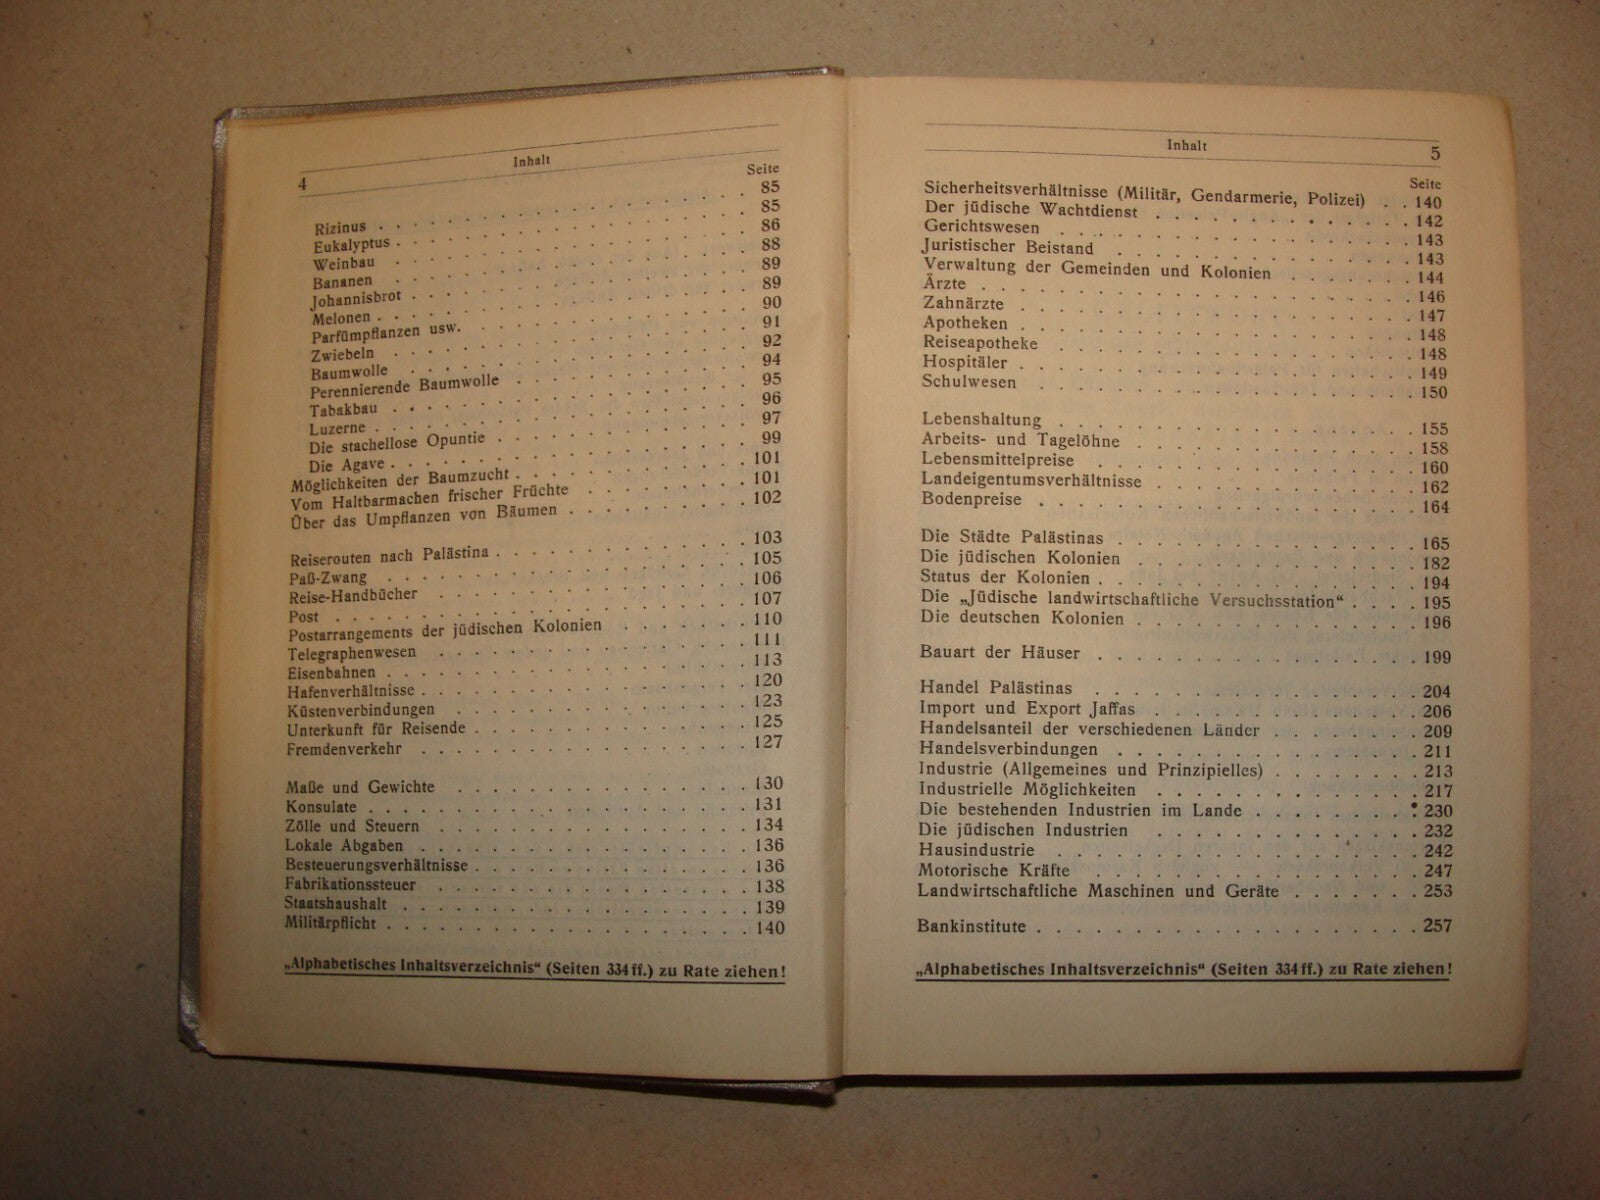 Inhalt
4
Seite
Rizinus . . . . . . . . . . . . . . . . . . . . 85
Eukalyptus . . . . . . . . . . . . . . . . . . . . 85
Weinbau . . . . . . . . . . . . . . . . . . . . 86
Bananen . . . . . . . . . . . . . . . . . . . . 88
Johannisbrot . . . . . . . . . . . . . . . . . . . . 89
Melonen . . . . . . . . . . . . . . . . . . . . 89
Parfümpflanzen usw. . . . . . . . . . . . . . . . . 90
Zwiebeln . . . . . . . . . . . . . . . . . . . . 91
Baumwolle . . . . . . . . . . . . . . . . . . . . 92
Perennierende Baumwolle . . . . . . . . . . . . . . 94
Tabakbau . . . . . . . . . . . . . . . . . . . . 95
Luzerne . . . . . . . . . . . . . . . . . . . . 96
Die stachellose Opuntie . . . . . . . . . . . . . . . 97
Die Agave . . . . . . . . . . . . . . . . . . . . 99
Möglichkeiten der Baumzucht . . . . . . . . . . . . . . 101
Vom Haltbarmachen frischer Früchte . . . . . . . . . . 101
Über das Umpflanzen von Bäumen . . . . . . . . . . . 102
Reiserouten nach Palästina . . . . . . . . . . . . . . . 103
Paß-Zwang . . . . . . . . . . . . . . . . . . . . 105
Reise-Handbücher . . . . . . . . . . . . . . . . . . 106
Post . . . . . . . . . . . . . . . . . . . . . . . 107
Postarrangements der jüdischen Kolonien . . . . . . . 110
Telegraphenwesen . . . . . . . . . . . . . . . . . . 111
Eisenbahnen . . . . . . . . . . . . . . . . . . . . 113
Hafenverhältnisse . . . . . . . . . . . . . . . . . . 120
Küstenverbindungen . . . . . . . . . . . . . . . . . 123
Unterkunft für Reisende . . . . . . . . . . . . . . . . 125
Fremdenverkehr . . . . . . . . . . . . . . . . . . . 127
Maße und Gewichte . . . . . . . . . . . . . . . . . 130
Konsulate . . . . . . . . . . . . . . . . . . . . . . 131
Zölle und Steuern . . . . . . . . . . . . . . . . . . 134
Lokale Abgaben . . . . . . . . . . . . . . . . . . . 136
Besteuerungsverhältnisse . . . . . . . . . . . . . . . . 136
Fabrikationssteuer . . . . . . . . . . . . . . . . . . 138
Staatshaushalt . . . . . . . . . . . . . . . . . . . . 139
Militärpflicht . . . . . . . . . . . . . . . . . . . . . 140
„Alphabetisches Inhaltsverzeichnis“ (Seiten 334ff.) zu Rate ziehen!
Inhalt
5
Seite
Sicherheitsverhältnisse (Militär, Gendarmerie, Polizei) . . 140
Der jüdische Wachtdienst . . . . . . . . . . . . . . . 142
Gerichtswesen . . . . . . . . . . . . . . . . . . . . 143
Juristischer Beistand . . . . . . . . . . . . . . . . . 143
Verwaltung der Gemeinden und Kolonien . . . . . . . 144
Ärzte . . . . . . . . . . . . . . . . . . . . . . . . 146
Zahnärzte . . . . . . . . . . . . . . . . . . . . . . 147
Apotheken . . . . . . . . . . . . . . . . . . . . . 148
Reiseapotheke . . . . . . . . . . . . . . . . . . . . 148
Hospitäler . . . . . . . . . . . . . . . . . . . . . . 149
Schulwesen . . . . . . . . . . . . . . . . . . . . . 150
Lebenshaltung . . . . . . . . . . . . . . . . . . . . 155
Arbeits- und Tagelöhne . . . . . . . . . . . . . . . . 158
Lebensmittelpreise . . . . . . . . . . . . . . . . . . 160
Landeigentumsverhältnisse . . . . . . . . . . . . . . . 162
Bodenpreise . . . . . . . . . . . . . . . . . . . . . 164
Die Städte Palästinas . . . . . . . . . . . . . . . . . 165
Die jüdischen Kolonien . . . . . . . . . . . . . . . . 182
Status der Kolonien . . . . . . . . . . . . . . . . . . 194
Die „Jüdische landwirtschaftliche Versuchsstation“ . . . . 195
Die deutschen Kolonien . . . . . . . . . . . . . . . . 196
Bauart der Häuser . . . . . . . . . . . . . . . . . . 199
Handel Palästinas . . . . . . . . . . . . . . . . . . 204
Import und Export Jaffas . . . . . . . . . . . . . . . 206
Handelsanteil der verschiedenen Länder . . . . . . . . 209
Handelsverbindungen . . . . . . . . . . . . . . . . . 211
Industrie (Allgemeines und Prinzipielles) . . . . . . . . 213
Industrielle Möglichkeiten . . . . . . . . . . . . . . . 217
Die bestehenden Industrien im Lande . . . . . . . . . 230
Die jüdischen Industrien . . . . . . . . . . . . . . . . 232
Hausindustrie . . . . . . . . . . . . . . . . . . . . 242
Motorische Kräfte . . . . . . . . . . . . . . . . . . 247
Landwirtschaftliche Maschinen und Geräte . . . . . . . 253
Bankinstitute . . . . . . . . . . . . . . . . . . . . . 257
„Alphabetisches Inhaltsverzeichnis“ (Seiten 334ff.) zu Rate ziehen!